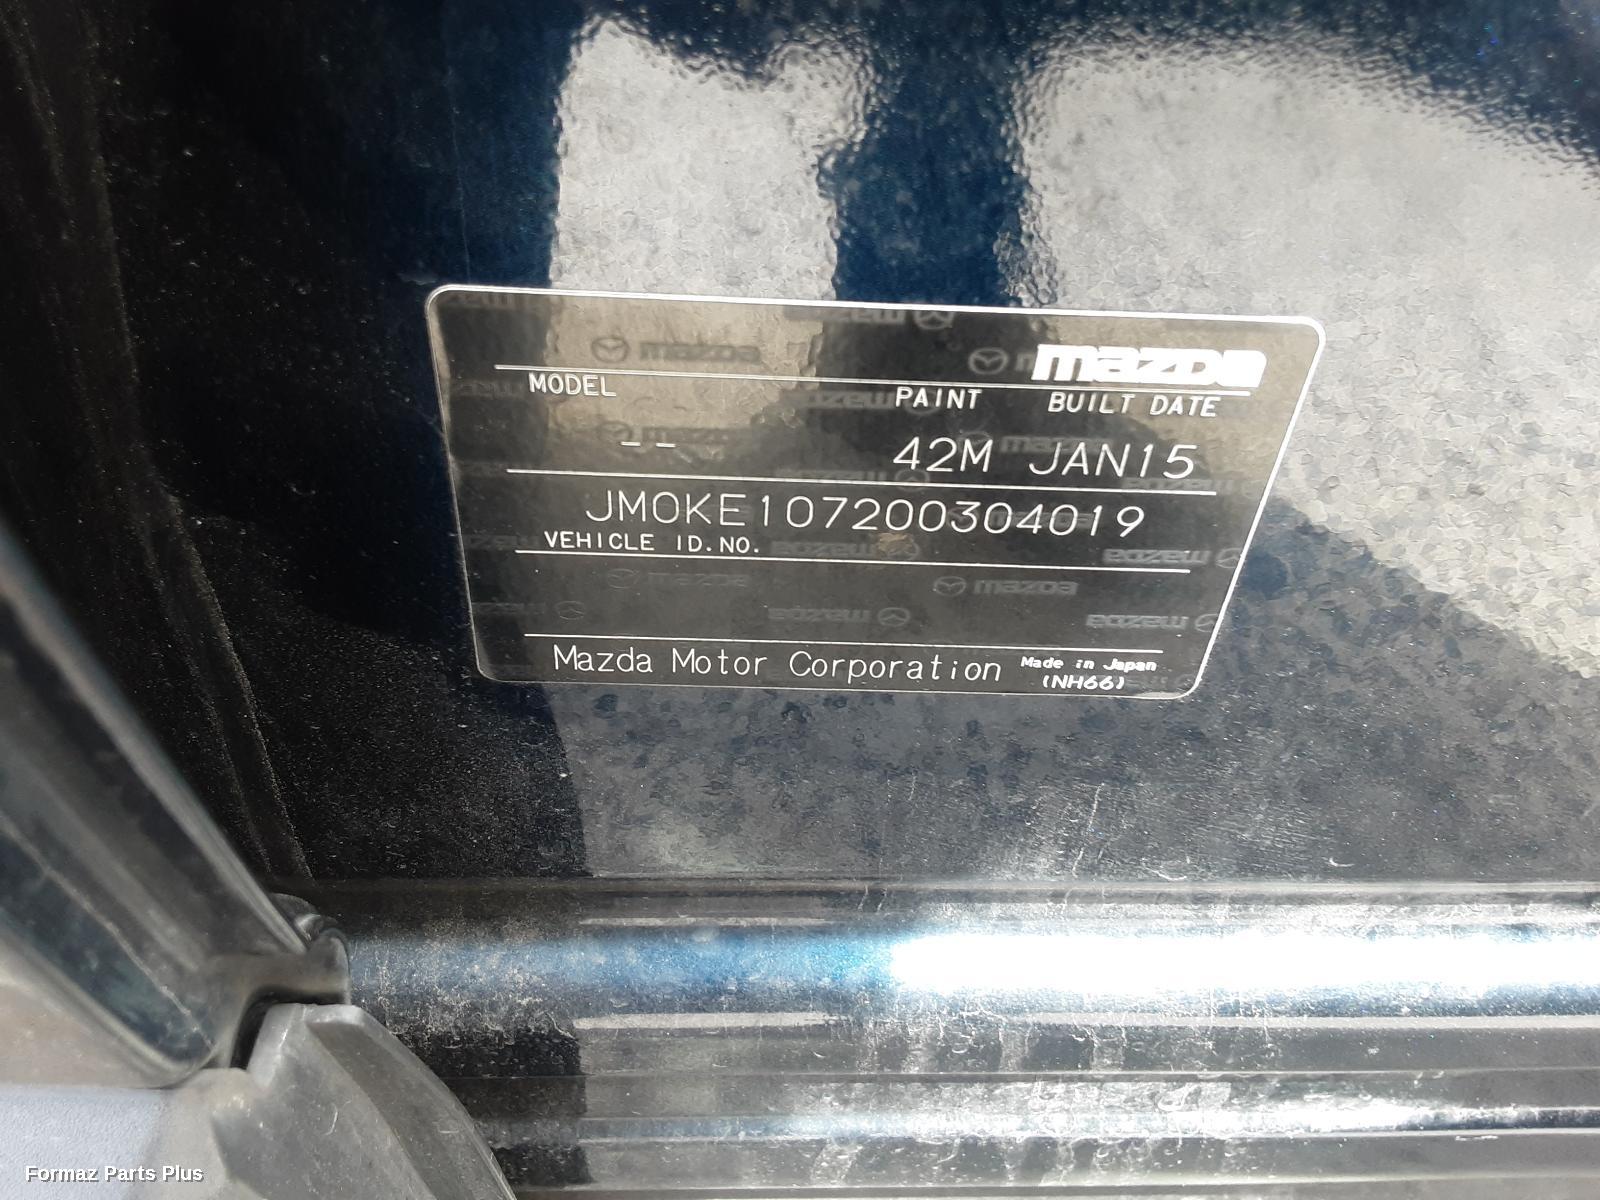 mazda
MODEL PAINT BUILT DATE
-- 42M JAN15
JM0KE107200304019
VEHICLE ID.NO.
Mazda Motor Corporation Made in Japan
(NH66)
Formaz Parts Plus